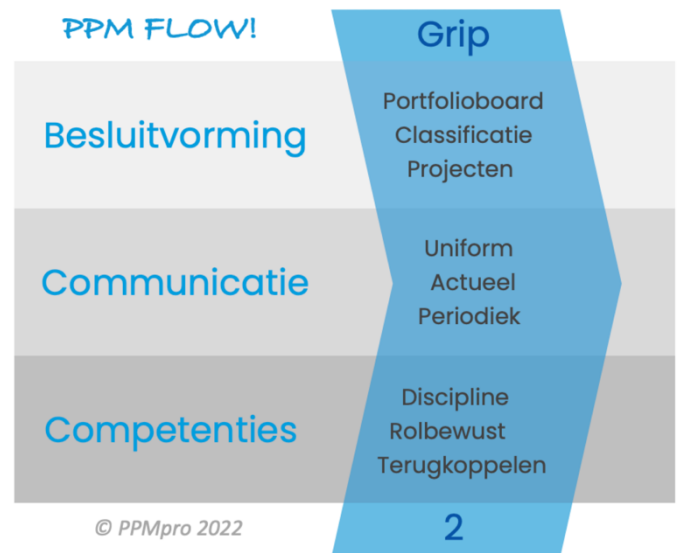 PPM FLOW!
Grip
Besluitvorming
Portfolioboard
Classificatie
Projecten
Communicatie
Uniform
Actueel
Periodiek
Competenties
Discipline
Rolbewust
Terugkoppelen
© PPMpro 2022
2